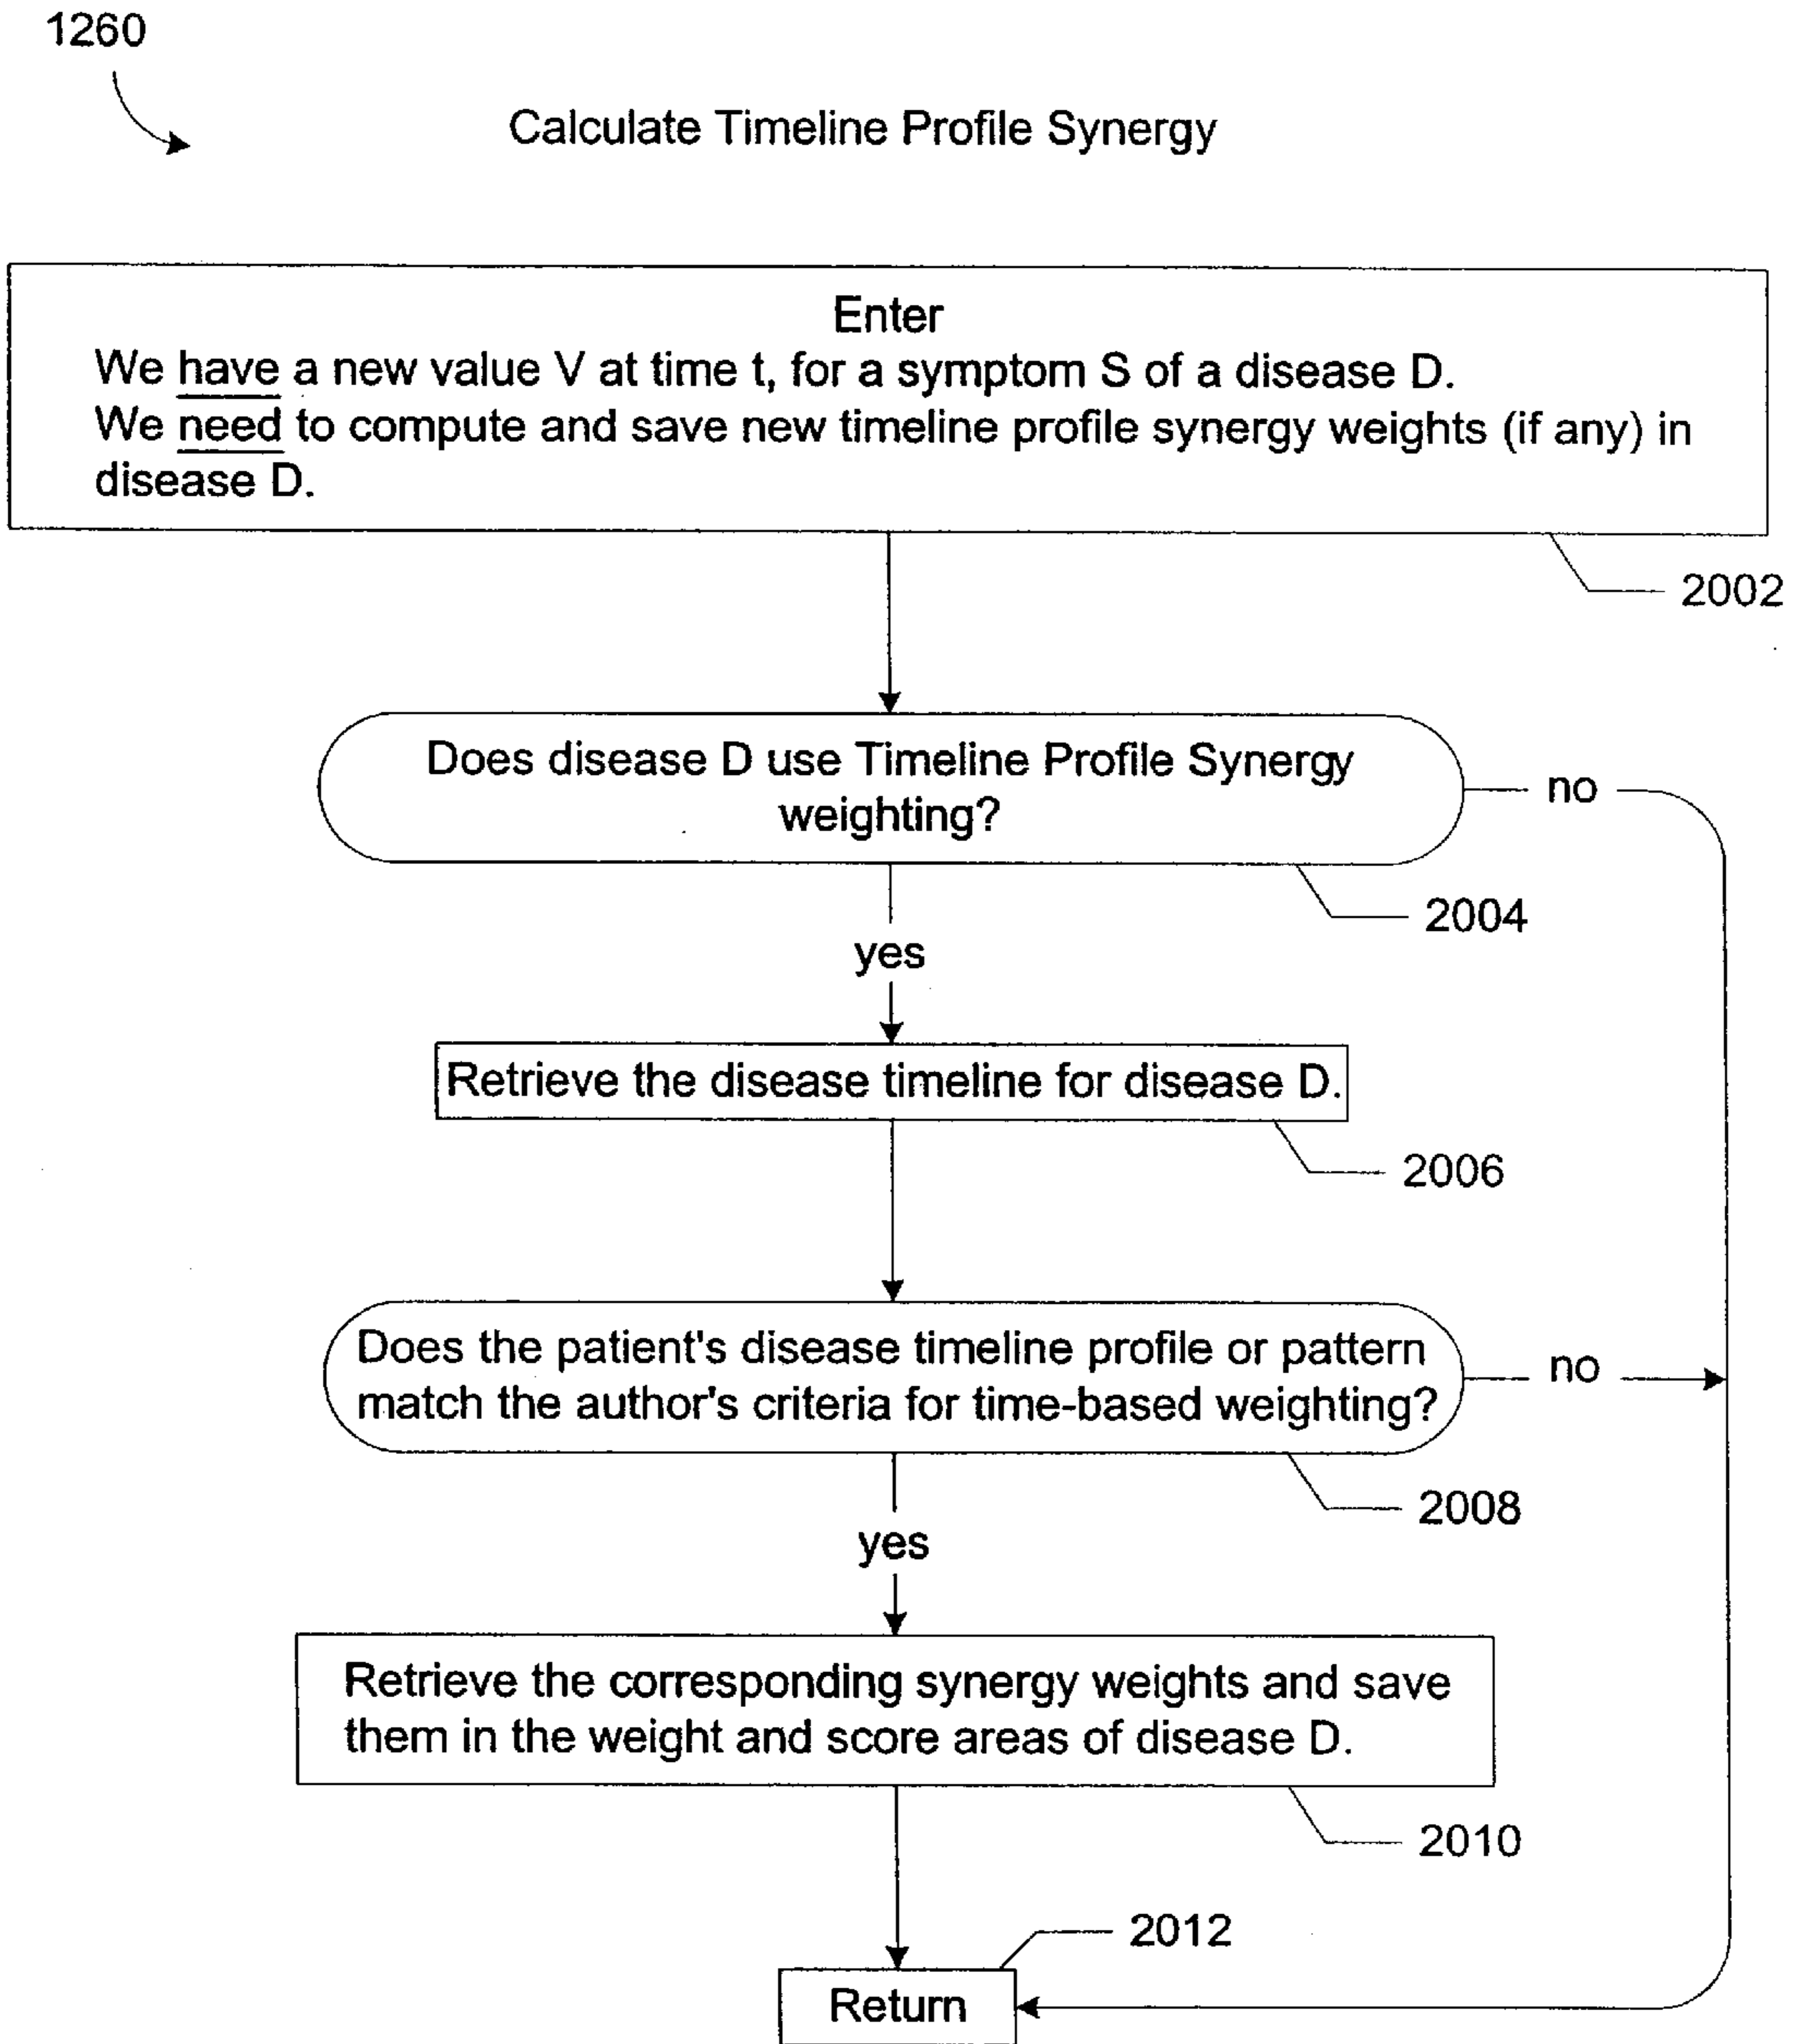 1260
Calculate Timeline Profile Synergy
Enter
We have a new value V at time t, for a symptom S of a disease D.
We need to compute and save new timeline profile synergy weights (if any) in
disease D.
2002
Does disease D use Timeline Profile Synergy
weighting?
no
2004
yes
Retrieve the disease timeline for disease D.
2006
Does the patient's disease timeline profile or pattern
match the author's criteria for time-based weighting?
no
2008
yes
Retrieve the corresponding synergy weights and save
them in the weight and score areas of disease D.
2010
2012
Return